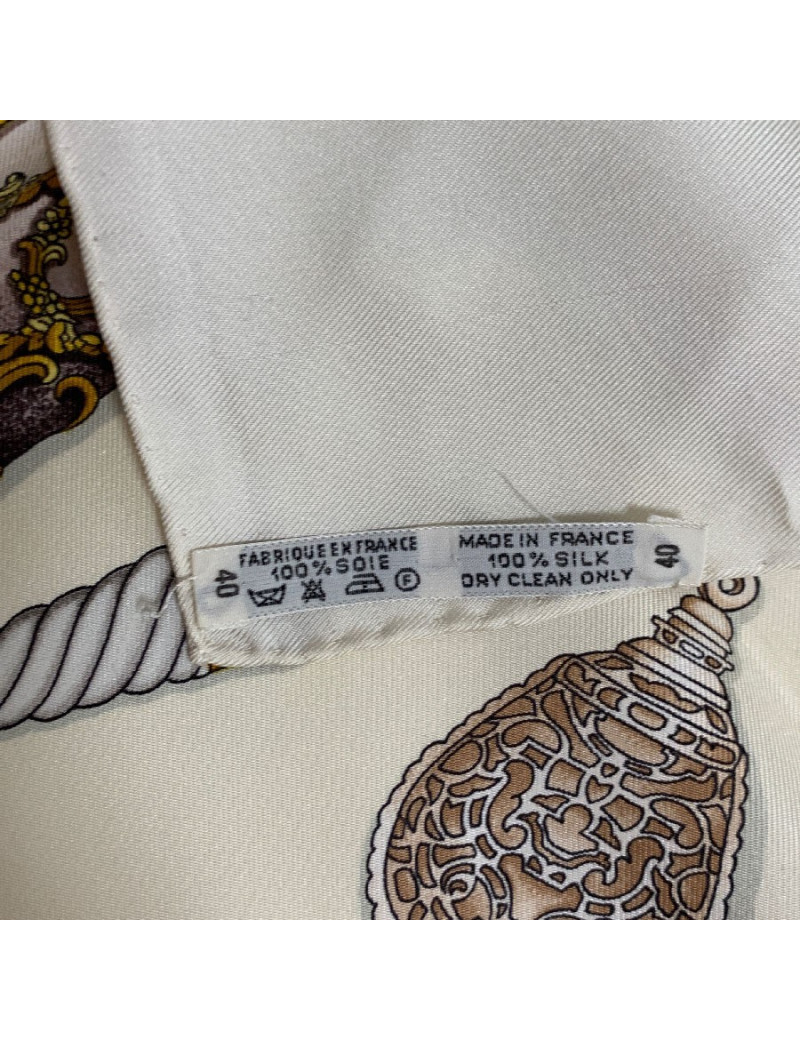 40
FABRIQUE EN FRANCE
100% SOIE
F
MADE IN FRANCE
100% SILK
DRY CLEAN ONLY
40